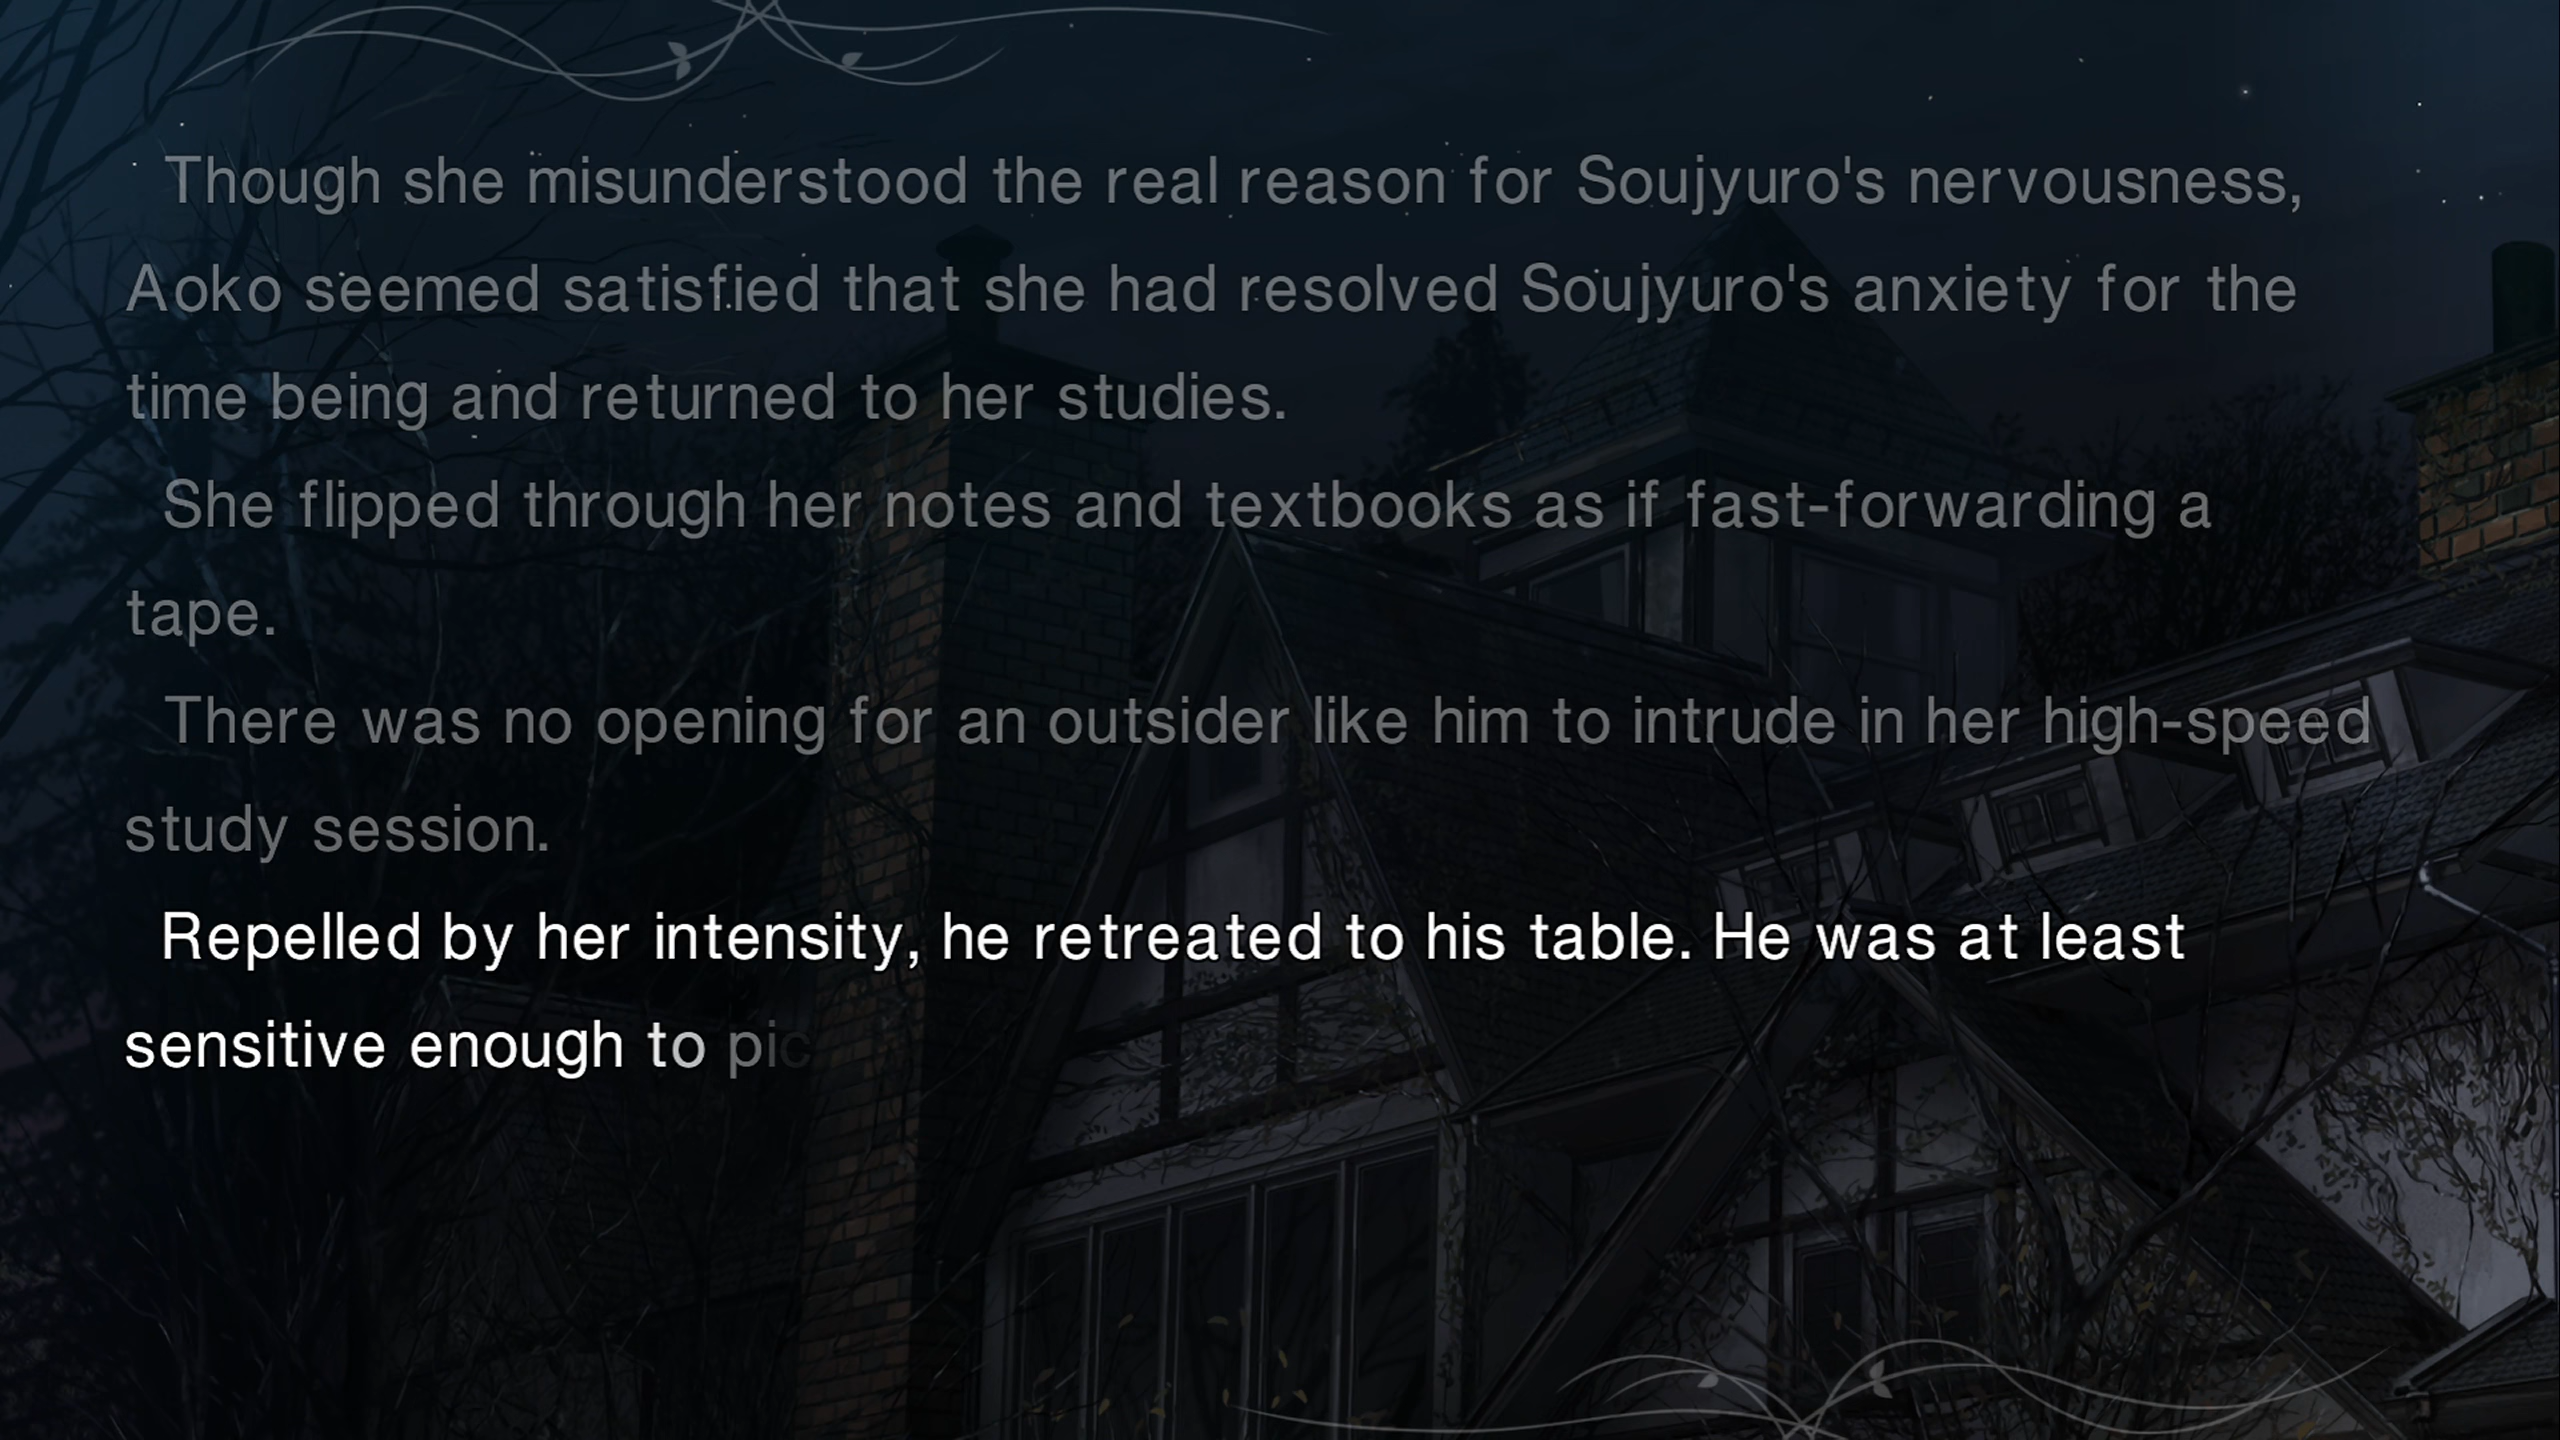 Though she misunderstood the real reason for Soujyuro's nervousness,
Aoko seemed satisfied that she had resolved Soujyuro's anxiety for the
time being and returned to her studies.
She flipped through her notes and textbooks as if fast-forwarding a
tape.
There was no opening for an outsider like him to intrude in her high-speed
study session.
Repelled by her intensity, he retreated to his table. He was at least
sensitive enough to pic